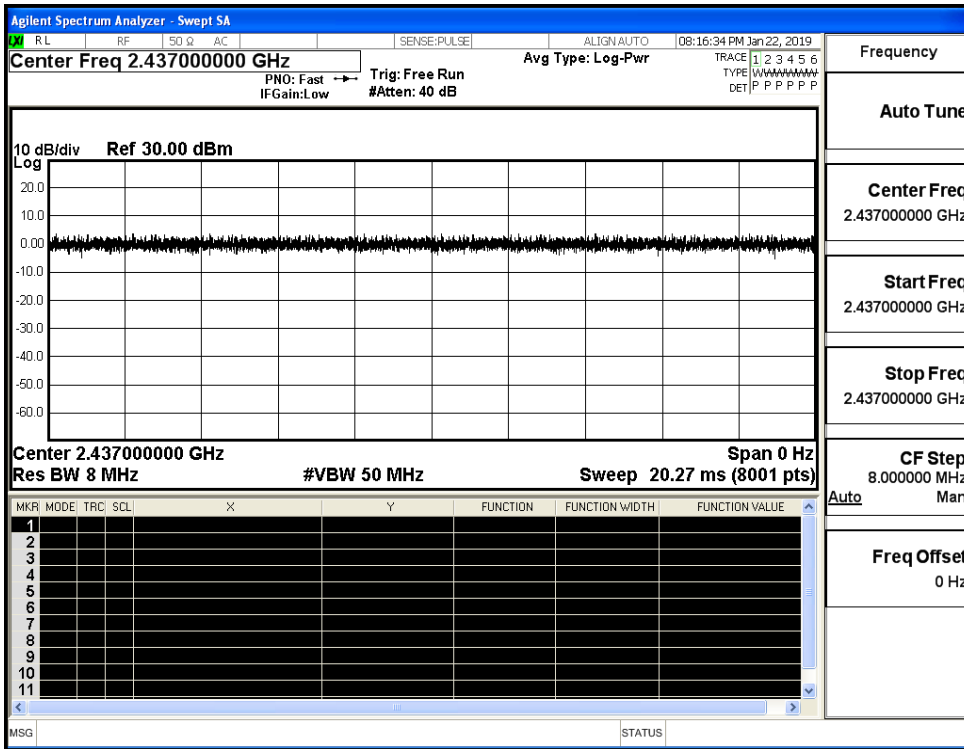 Agilent Spectrum Analyzer - Swept SA
LXI RL RF 50 Ω AC SENSE:PULSE ALIGN AUTO 08:16:34 PM Jan 22, 2019
Center Freq 2.437000000 GHz
PNO: Fast
IFGain:Low
Trig: Free Run
#Atten: 40 dB
Avg Type: Log-Pwr
TRACE 1 2 3 4 5 6
TYPE
DET P P P P P P
10 dB/div Ref 30.00 dBm
Log
20.0
10.0
0.00
-10.0
-20.0
-30.0
-40.0
-50.0
-60.0
Center 2.437000000 GHz Span 0 Hz
Res BW 8 MHz #VBW 50 MHz Sweep 20.27 ms (8001 pts)
MKR MODE TRC SCL X Y FUNCTION FUNCTION WIDTH FUNCTION VALUE
1
2
3
4
5
6
7
8
9
10
11
MSG STATUS
Frequency
Auto Tune
Center Freq
2.437000000 GHz
Start Freq
2.437000000 GHz
Stop Freq
2.437000000 GHz
CF Step
8.000000 MHz
Auto Man
Freq Offset
0 Hz